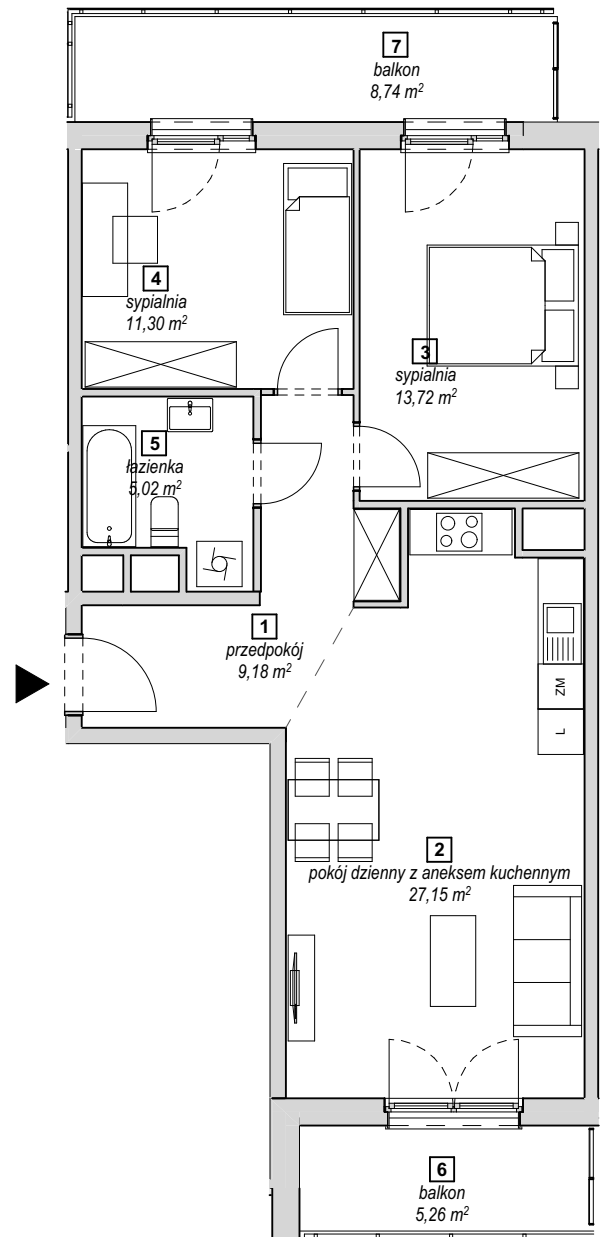 7
balkon
8,74 m²
4
sypialnia
11,30 m²
3
sypialnia
13,72 m²
5
łazienka
5,02 m²
1
przedpokój
9,18 m²
ZM
L
2
pokój dzienny z aneksem kuchennym
27,15 m²
6
balkon
5,26 m²